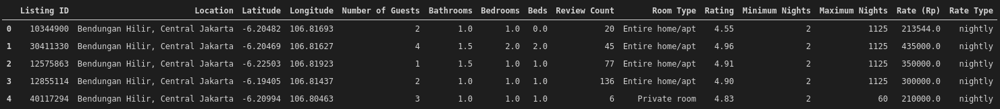 Listing ID Location Latitude Longitude Number of Guests Bathrooms Bedrooms Beds Review Count Room Type Rating Minimum Nights Maximum Nights Rate (Rp) Rate Type
0 10344900 Bendungan Hilir, Central Jakarta -6.20482 106.81693 2 1.0 1.0 0.0 20 Entire home/apt 4.55 2 1125 213544.0 nightly
1 30411330 Bendungan Hilir, Central Jakarta -6.20469 106.81627 4 1.5 2.0 2.0 45 Entire home/apt 4.96 2 1125 435000.0 nightly
2 12575863 Bendungan Hilir, Central Jakarta -6.22503 106.81923 1 1.5 1.0 1.0 77 Entire home/apt 4.91 2 1125 350000.0 nightly
3 12855114 Bendungan Hilir, Central Jakarta -6.19405 106.81437 2 1.0 1.0 1.0 136 Entire home/apt 4.90 2 1125 300000.0 nightly
4 40117294 Bendungan Hilir, Central Jakarta -6.20994 106.80463 3 1.0 1.0 1.0 6 Private room 4.83 2 60 210000.0 nightly